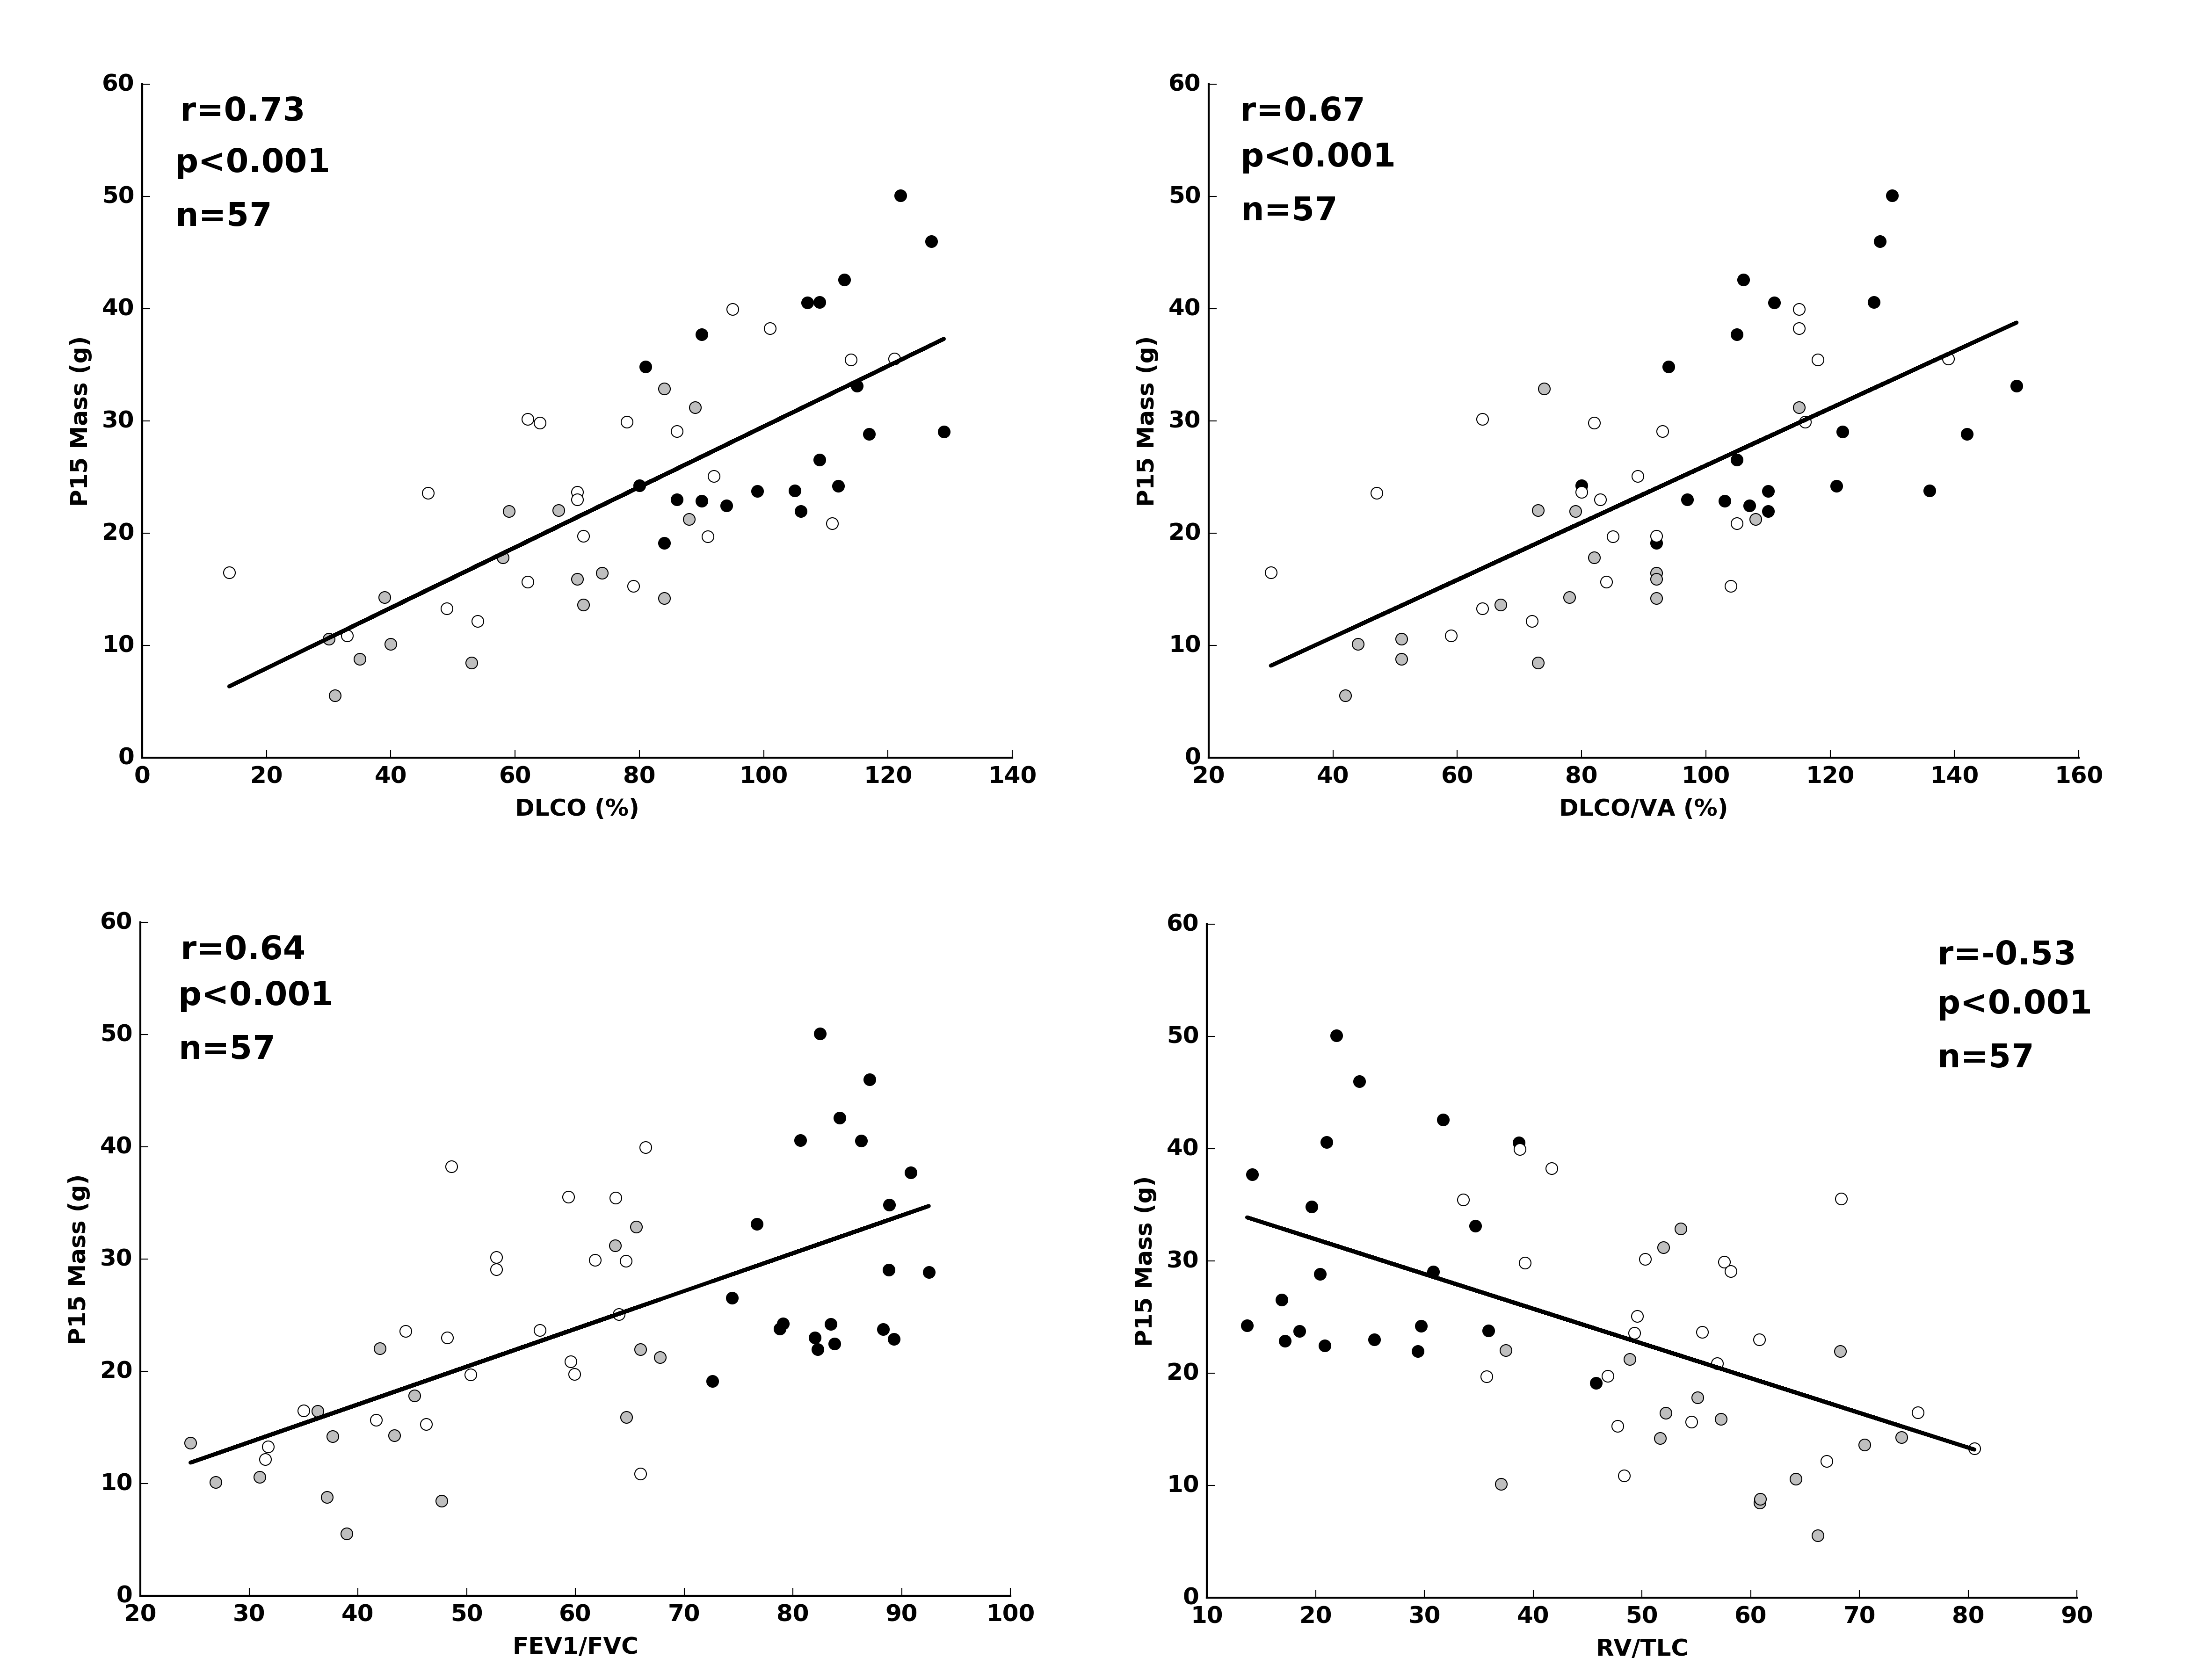 60
50
40
30
20
10
0
r=0.73
p<0.001
n=57
P15 Mass (g)
0 20 40 60 80 100 120 140
DLCO (%)
60
50
40
30
20
10
0
r=0.67
p<0.001
n=57
P15 Mass (g)
20 40 60 80 100 120 140 160
DLCO/VA (%)
60
50
40
30
20
10
0
r=0.64
p<0.001
n=57
P15 Mass (g)
20 30 40 50 60 70 80 90 100
FEV1/FVC
60
50
40
30
20
10
0
r=-0.53
p<0.001
n=57
P15 Mass (g)
10 20 30 40 50 60 70 80 90
RV/TLC